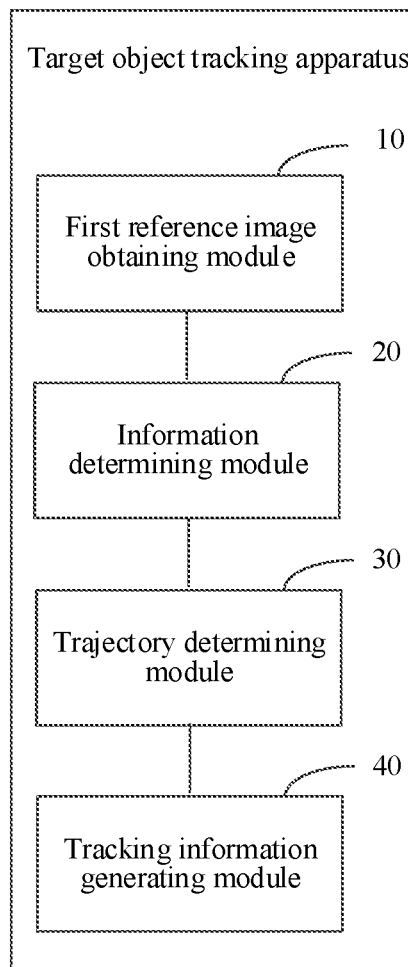 Target object tracking apparatus
10
First reference image
obtaining module
20
Information
determining module
30
Trajectory determining
module
40
Tracking information
generating module